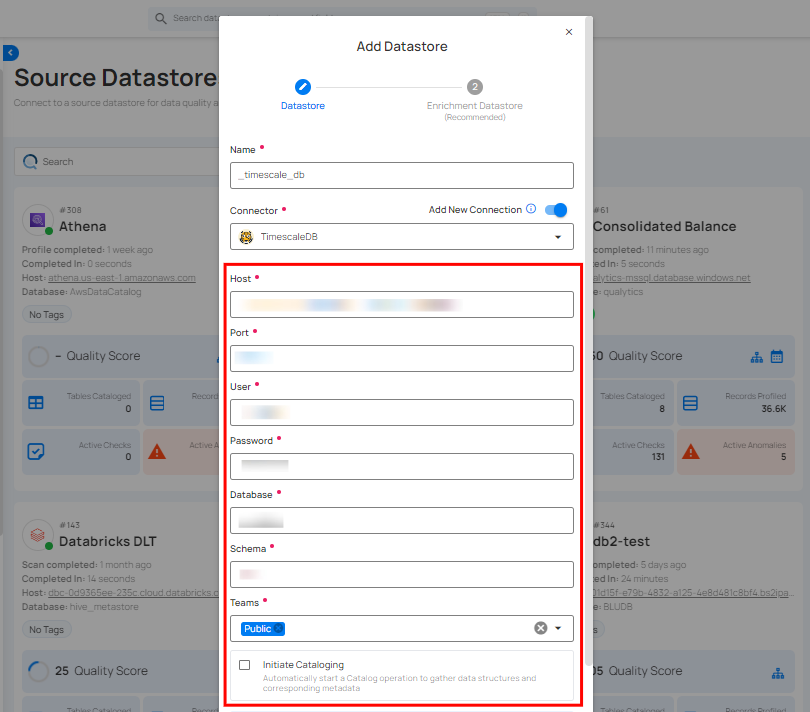 Search dat
Add Datastore
Datastore
2
Enrichment Datastore
(Recommended)
Name
_timescale_db
Connector
Add New Connection
TimescaleDB
Host
Port
User
Password
Database
Schema
Teams
Public
Initiate Cataloging
Automatically start a Catalog operation to gather data structures and
corresponding metadata
Source Datastore
Connect to a source datastore for data quality a
Search
#308
Athena
Profile completed: 1 week ago
Completed In: 0 seconds
Host: athena.us-east-1.amazonaws.com
Database: AwsDataCatalog
No Tags
– Quality Score
Tables Cataloged
0
Record
Active Checks
0
Active A
#61
Consolidated Balance
completed: 11 minutes ago
ed In: 5 seconds
alytics-mssql.database.windows.net
e: qualytics
60 Quality Score
Tables Cataloged
8
Records Profiled
36.6K
Active Checks
131
Active Anomalies
5
#143
Databricks DLT
Scan completed: 1 month ago
Completed In: 14 seconds
Host: dbc-0d9365ee-235c.cloud.databricks.c
Database: hive_metastore
No Tags
25 Quality Score
Tables Cataloged
Records
#344
db2-test
completed: 5 days ago
ed In: 24 minutes
01d15f-e79b-4832-a125-4e8d481c8bf4.bs2ipa...
e: BLUDB
s
05 Quality Score
Tables Cataloged
Records Profiled